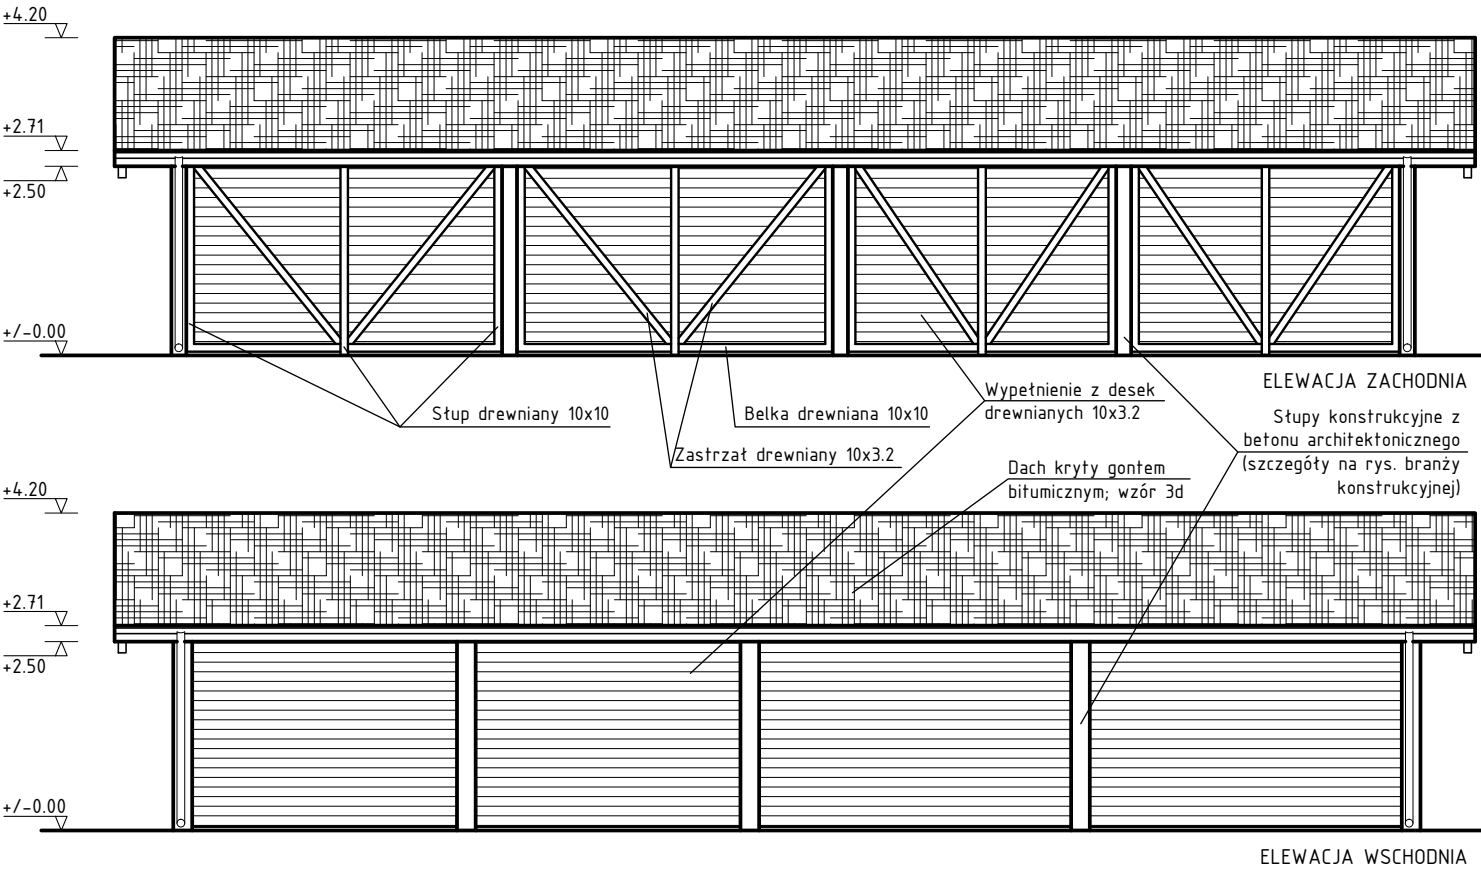 +4.20
+2.71
+2.50
+/-0.00
ELEWACJA ZACHODNIA
Słup drewniany 10x10
Belka drewniana 10x10
Zastrzał drewniany 10x3.2
Wypełnienie z desek
drewnianych 10x3.2
Słupy konstrukcyjne z
betonu architektonicznego
(szczegóły na rys. branży
konstrukcyjnej)
Dach kryty gontem
bitumicznym; wzór 3d
+4.20
+2.71
+2.50
+/-0.00
ELEWACJA WSCHODNIA